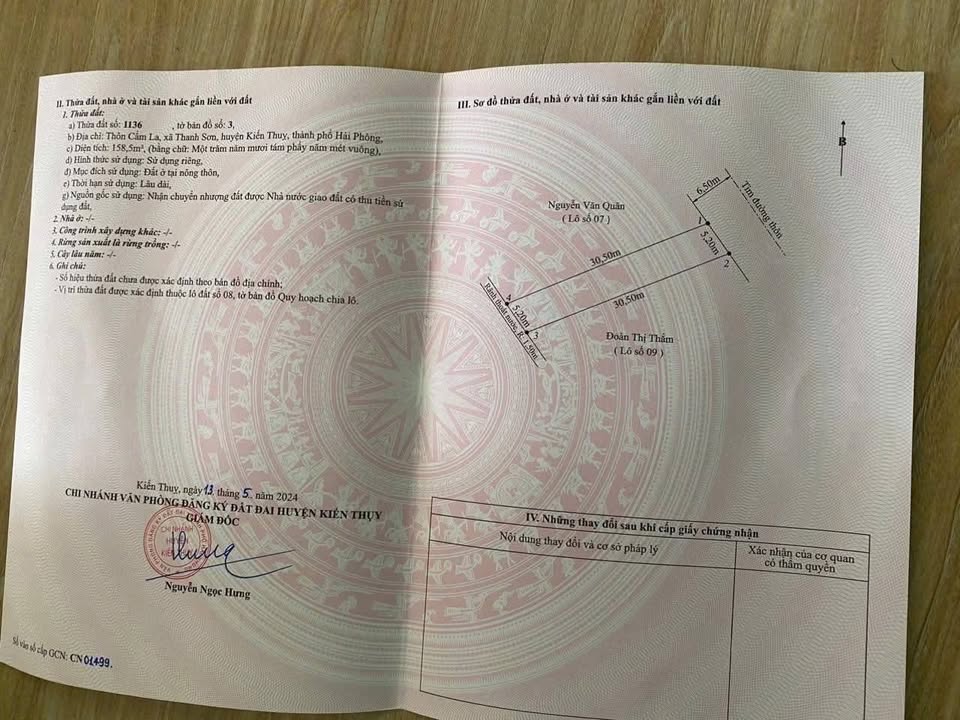 II. Thửa đất, nhà ở và tài sản khác gắn liền với đất
1. Thửa đất:
a) Thửa đất số: 1136 , tờ bản đồ số: 3,
b) Địa chỉ: Thôn Cẩm La, xã Thanh Sơn, huyện Kiến Thụy, thành phố Hải Phòng,
c) Diện tích: 158,5m², (bằng chữ: Một trăm năm mươi tám phẩy năm mét vuông),
d) Hình thức sử dụng: Sử dụng riêng,
đ) Mục đích sử dụng: Đất ở tại nông thôn,
e) Thời hạn sử dụng: Lâu dài,
g) Nguồn gốc sử dụng: Nhận chuyển nhượng đất được Nhà nước giao đất có thu tiền sử
dụng đất,
2. Nhà ở: -/-
3. Công trình xây dựng khác: -/-
4. Rừng sản xuất là rừng trồng: -/-
5. Cây lâu năm: -/-
6. Ghi chú:
- Số hiệu thửa đất chưa được xác định theo bản đồ địa chính;
- Vị trí thửa đất được xác định thuộc lô đất số 08, tờ bản đồ Quy hoạch chia lô.
Kiến Thụy, ngày 13 tháng 5 năm 2024
CHI NHÁNH VĂN PHÒNG ĐĂNG KÝ ĐẤT ĐAI HUYỆN KIẾN THỤY
GIÁM ĐỐC
CHI NHÁNH
HUYỆN
Nguyễn Ngọc Hưng
Số vào sổ cấp GCN: CN 01499.
III. Sơ đồ thửa đất, nhà ở và tài sản khác gắn liền với đất
B
6,50m
Tim đường thôn
Nguyễn Văn Quân
( Lô số 07 )
1
5,20m
2
30,50m
30,50m
4
5,20m
3
Rãnh thoát nước, R: 1,50m
Đoàn Thị Thắm
( Lô số 09 )
IV. Những thay đổi sau khi cấp giấy chứng nhận
Nội dung thay đổi và cơ sở pháp lý
Xác nhận của cơ quan
có thẩm quyền